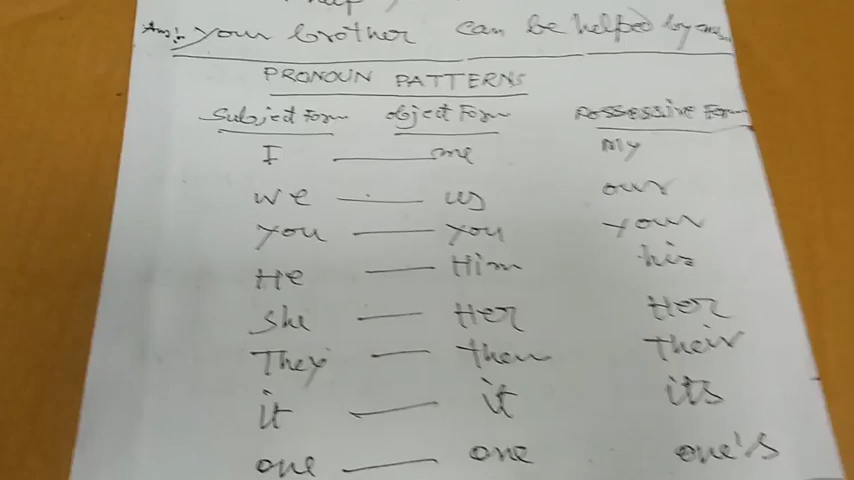 Ans:- your brother can be helped by me.
PRONOUN PATTERNS
Subject Form object Form Possessive Form
I me My
we us our
you you your
He Him his
She Her Her
They them Their
it it its
one one one's